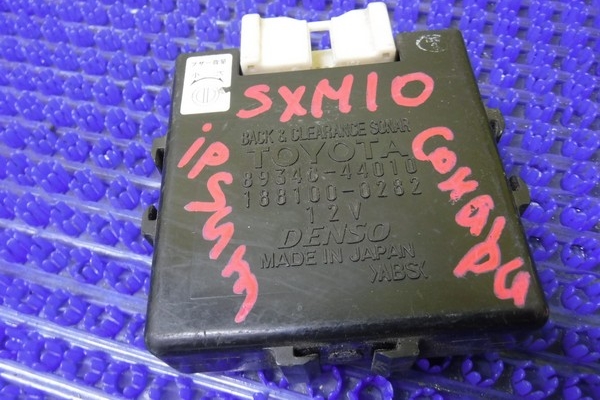 SXM10
BACK & CLEARANCE SONAR
TOYOTA
89340-44010
188100-0282
12V
DENSO
MADE IN JAPAN
>ABS<
ipsum
Сонары